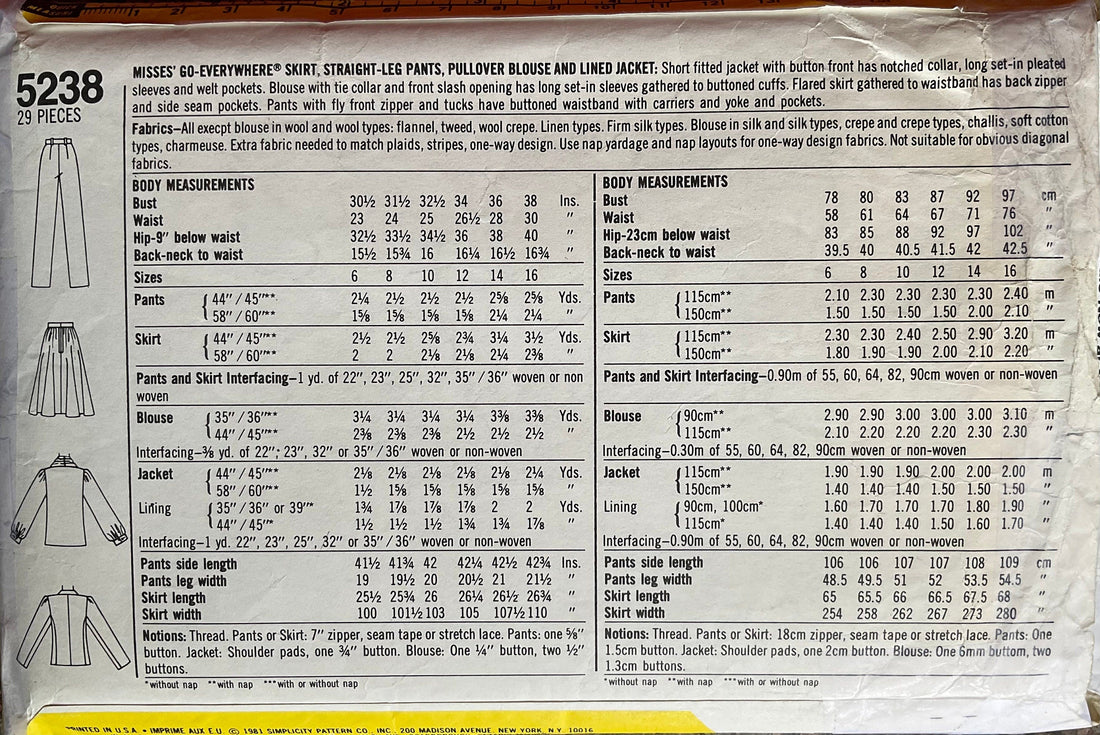 5238
29 PIECES
MISSES' GO-EVERYWHERE® SKIRT, STRAIGHT-LEG PANTS, PULLOVER BLOUSE AND LINED JACKET: Short fitted jacket with button front has notched collar, long set-in pleated
sleeves and welt pockets. Blouse with tie collar and front slash opening has long set-in sleeves gathered to buttoned cuffs. Flared skirt gathered to waistband has back zipper
and side seam pockets. Pants with fly front zipper and tucks have buttoned waistband with carriers and yoke and pockets.
Fabrics–All execpt blouse in wool and wool types: flannel, tweed, wool crepe. Linen types. Firm silk types. Blouse in silk and silk types, crepe and crepe types, challis, soft cotton
types, charmeuse. Extra fabric needed to match plaids, stripes, one-way design. Use nap yardage and nap layouts for one-way design fabrics. Not suitable for obvious diagonal
fabrics.
BODY MEASUREMENTS
Bust 30½ 31½ 32½ 34 36 38 Ins.
Waist 23 24 25 26½ 28 30 "
Hip-9" below waist 32½ 33½ 34½ 36 38 40 "
Back-neck to waist 15½ 15¾ 16 16¼ 16½ 16¾ "
Sizes 6 8 10 12 14 16
Pants 44" / 45"** 2¼ 2½ 2½ 2½ 2⅝ 2⅝ Yds.
58" / 60"** 1⅝ 1⅝ 1⅝ 1⅝ 2¼ 2¼ "
Skirt 44" / 45"** 2½ 2½ 2⅝ 2¾ 3¼ 3½ Yds.
58" / 60"** 2 2 2⅛ 2⅛ 2¼ 2⅜ "
Pants and Skirt Interfacing–1 yd. of 22", 23", 25", 32", 35" / 36" woven or non
woven
Blouse 35" / 36"** 3¼ 3¼ 3¼ 3¼ 3⅜ 3⅜ Yds.
44" / 45"** 2⅜ 2⅜ 2⅜ 2½ 2½ 2½ "
Interfacing–⅜ yd. of 22"; 23", 32" or 35" / 36" woven or non-woven
Jacket 44" / 45"** 2⅛ 2⅛ 2⅛ 2⅛ 2⅛ 2¼ Yds.
58" / 60"** 1½ 1⅝ 1⅝ 1⅝ 1⅝ 1⅝ "
Lining 35" / 36" or 39"* 1¾ 1⅞ 1⅞ 1⅞ 2 2 Yds.
44" / 45"* 1½ 1½ 1½ 1¾ 1¾ 1⅞ "
Interfacing–1 yd. 22", 23", 25", 32" or 35" / 36" woven or non-woven
Pants side length 41½ 41¾ 42 42¼ 42½ 42¾ Ins.
Pants leg width 19 19½ 20 20½ 21 21½ "
Skirt length 25½ 25¾ 26 26¼ 26½ 26¾ "
Skirt width 100 101½ 103 105 107½ 110 "
Notions: Thread. Pants or Skirt: 7" zipper, seam tape or stretch lace. Pants: one ⅝"
button. Jacket: Shoulder pads, one ¾" button. Blouse: One ¼" button, two ½"
buttons.
*without nap **with nap ***with or without nap
BODY MEASUREMENTS
Bust 78 80 83 87 92 97 cm
Waist 58 61 64 67 71 76 "
Hip-23cm below waist 83 85 88 92 97 102 "
Back-neck to waist 39.5 40 40.5 41.5 42 42.5 "
Sizes 6 8 10 12 14 16
Pants 115cm** 2.10 2.30 2.30 2.30 2.30 2.40 m
150cm** 1.50 1.50 1.50 1.50 2.00 2.10 "
Skirt 115cm** 2.30 2.30 2.40 2.50 2.90 3.20 m
150cm** 1.80 1.90 1.90 2.00 2.10 2.20 "
Pants and Skirt Interfacing–0.90m of 55, 60, 64, 82, 90cm woven or non-woven
Blouse 90cm** 2.90 2.90 3.00 3.00 3.00 3.10 m
115cm** 2.10 2.20 2.20 2.20 2.30 2.30 "
Interfacing-0.30m of 55, 60, 64, 82, 90cm woven or non-woven
Jacket 115cm** 1.90 1.90 1.90 2.00 2.00 2.00 m
150cm** 1.40 1.40 1.40 1.50 1.50 1.50 "
Lining 90cm, 100cm* 1.60 1.70 1.70 1.70 1.80 1.90 "
115cm* 1.40 1.40 1.40 1.50 1.60 1.70 "
Interfacing–0.90m of 55, 60, 64, 82, 90cm woven or non-woven
Pants side length 106 106 107 107 108 109 cm
Pants leg width 48.5 49.5 51 52 53.5 54.5 "
Skirt length 65 65.5 66 66.5 67.5 68 "
Skirt width 254 258 262 267 273 280 "
Notions: Thread. Pants or Skirt: 18cm zipper, seam tape or stretch lace. Pants: One
1.5cm button. Jacket: Shoulder pads, one 2cm button. Blouse: One 6mm buttom, two
1.3cm buttons.
*without nap **with nap ***with or without nap
PRINTED IN U.S.A. • IMPRIME AUX E.U. © 1981 SIMPLICITY PATTERN CO., INC., 200 MADISON AVENUE, NEW YORK, N.Y. 10016